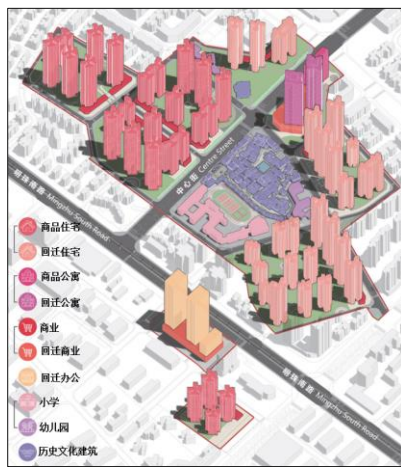 中心街 Centre Street
明珠南路 Mingzhu South Road
明珠南路 Mingzhu South Road
商品住宅
回迁住宅
商品公寓
回迁公寓
商业
回迁商业
回迁办公
小学
幼儿园
历史文化建筑